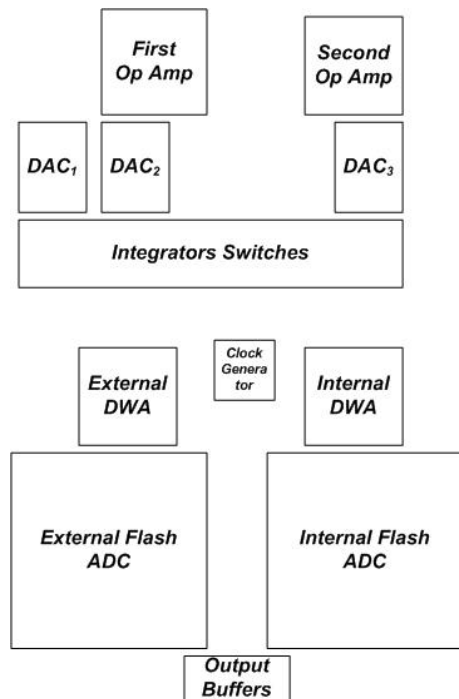 First
Op Amp
Second
Op Amp
DAC1
DAC2
DAC3
Integrators Switches
Clock
Genera
tor
External
DWA
Internal
DWA
External Flash
ADC
Internal Flash
ADC
Output
Buffers